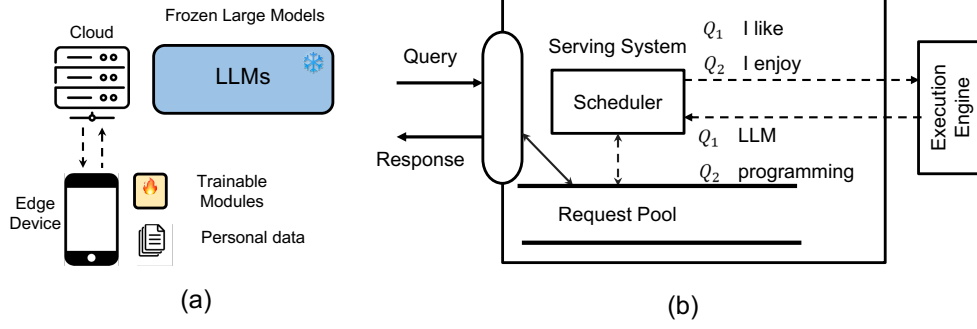 Frozen Large Models
Cloud
LLMs
Edge
Device
Trainable
Modules
Personal data
(a)
Query
Response
Serving System
Scheduler
Q1 I like
Q2 I enjoy
Q1 LLM
Q2 programming
Request Pool
Execution
Engine
(b)